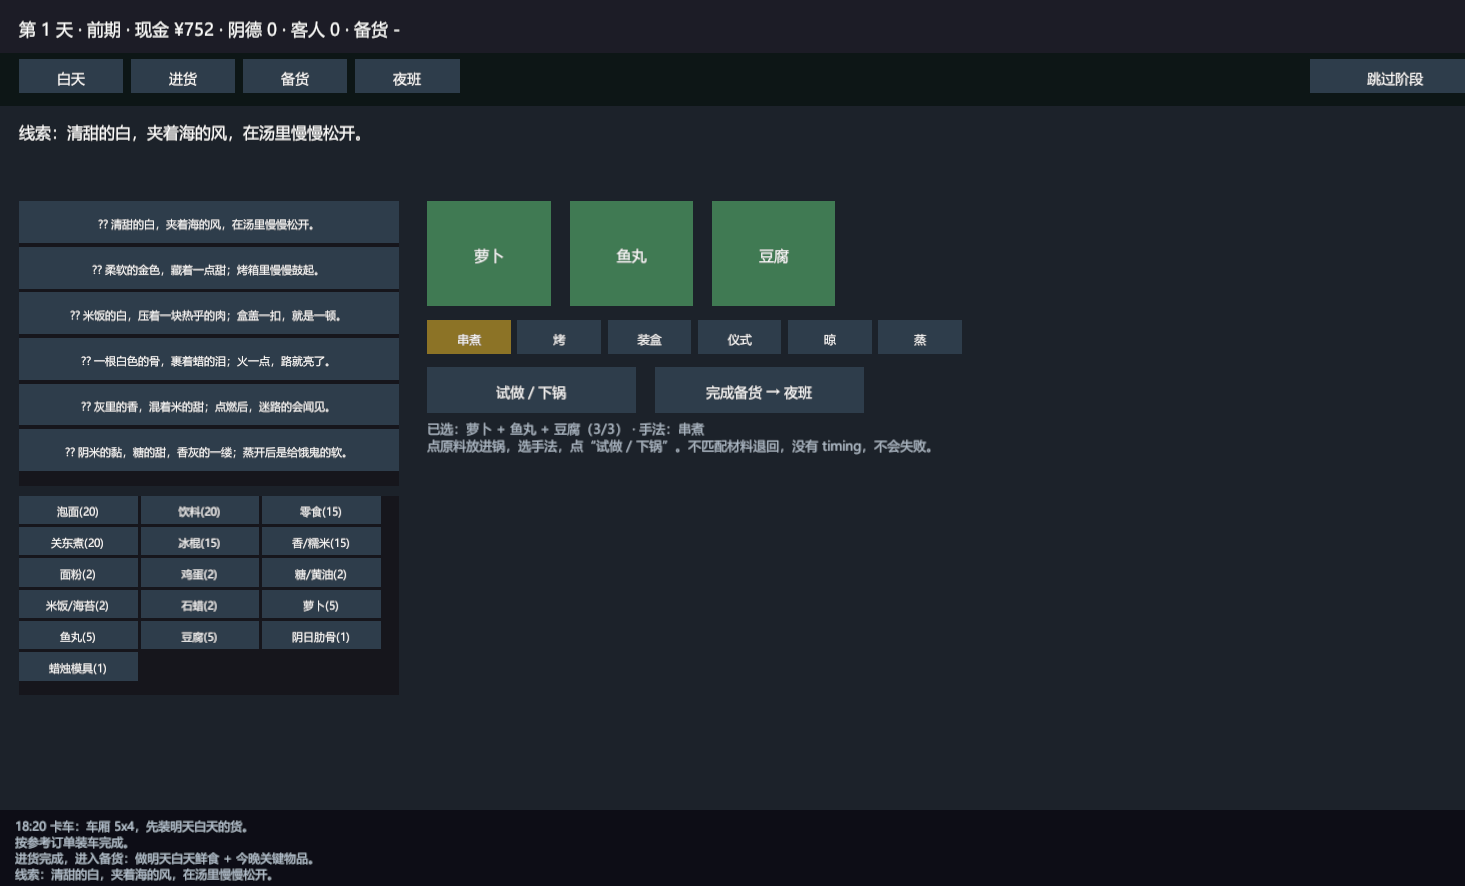 第 1 天 · 前期 · 现金 ¥752 · 阴德 0 · 客人 0 · 备货 -
白天 进货 备货 夜班 跳过阶段
线索：清甜的白，夹着海的风，在汤里慢慢松开。
?? 清甜的白，夹着海的风，在汤里慢慢松开。
?? 柔软的金色，藏着一点甜；烤箱里慢慢鼓起。
?? 米饭的白，压着一块热乎的肉；盒盖一扣，就是一顿。
?? 一根白色的骨，裹着蜡的泪；火一点，路就亮了。
?? 灰里的香，混着米的甜；点燃后，迷路的会闻见。
?? 阴米的黏，糖的甜，香灰的一缕；蒸开后是给饿鬼的软。
泡面(20) 饮料(20) 零食(15)
关东煮(20) 冰棍(15) 香/糯米(15)
面粉(2) 鸡蛋(2) 糖/黄油(2)
米饭/海苔(2) 石蜡(2) 萝卜(5)
鱼丸(5) 豆腐(5) 阴日肋骨(1)
蜡烛模具(1)
萝卜 鱼丸 豆腐
串煮 烤 装盒 仪式 晾 蒸
试做 / 下锅 完成备货 → 夜班
已选：萝卜 + 鱼丸 + 豆腐（3/3） · 手法：串煮
点原料放进锅，选手法，点“试做 / 下锅”。不匹配材料退回，没有 timing，不会失败。
18:20 卡车：车厢 5x4，先装明天白天的货。
按参考订单装车完成。
进货完成，进入备货：做明天白天鲜食 + 今晚关键物品。
线索：清甜的白，夹着海的风，在汤里慢慢松开。